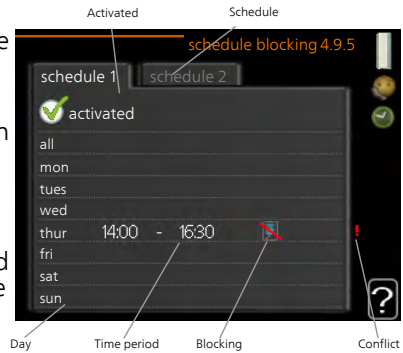 Activated Schedule
e
schedule blocking 4.9.5
schedule 1 schedule 2
activated
n
all
mon
tues
wed
thur 14:00 - 16:30 !
d
fri
e
sat
sun
?
Day Time period Blocking Conflict